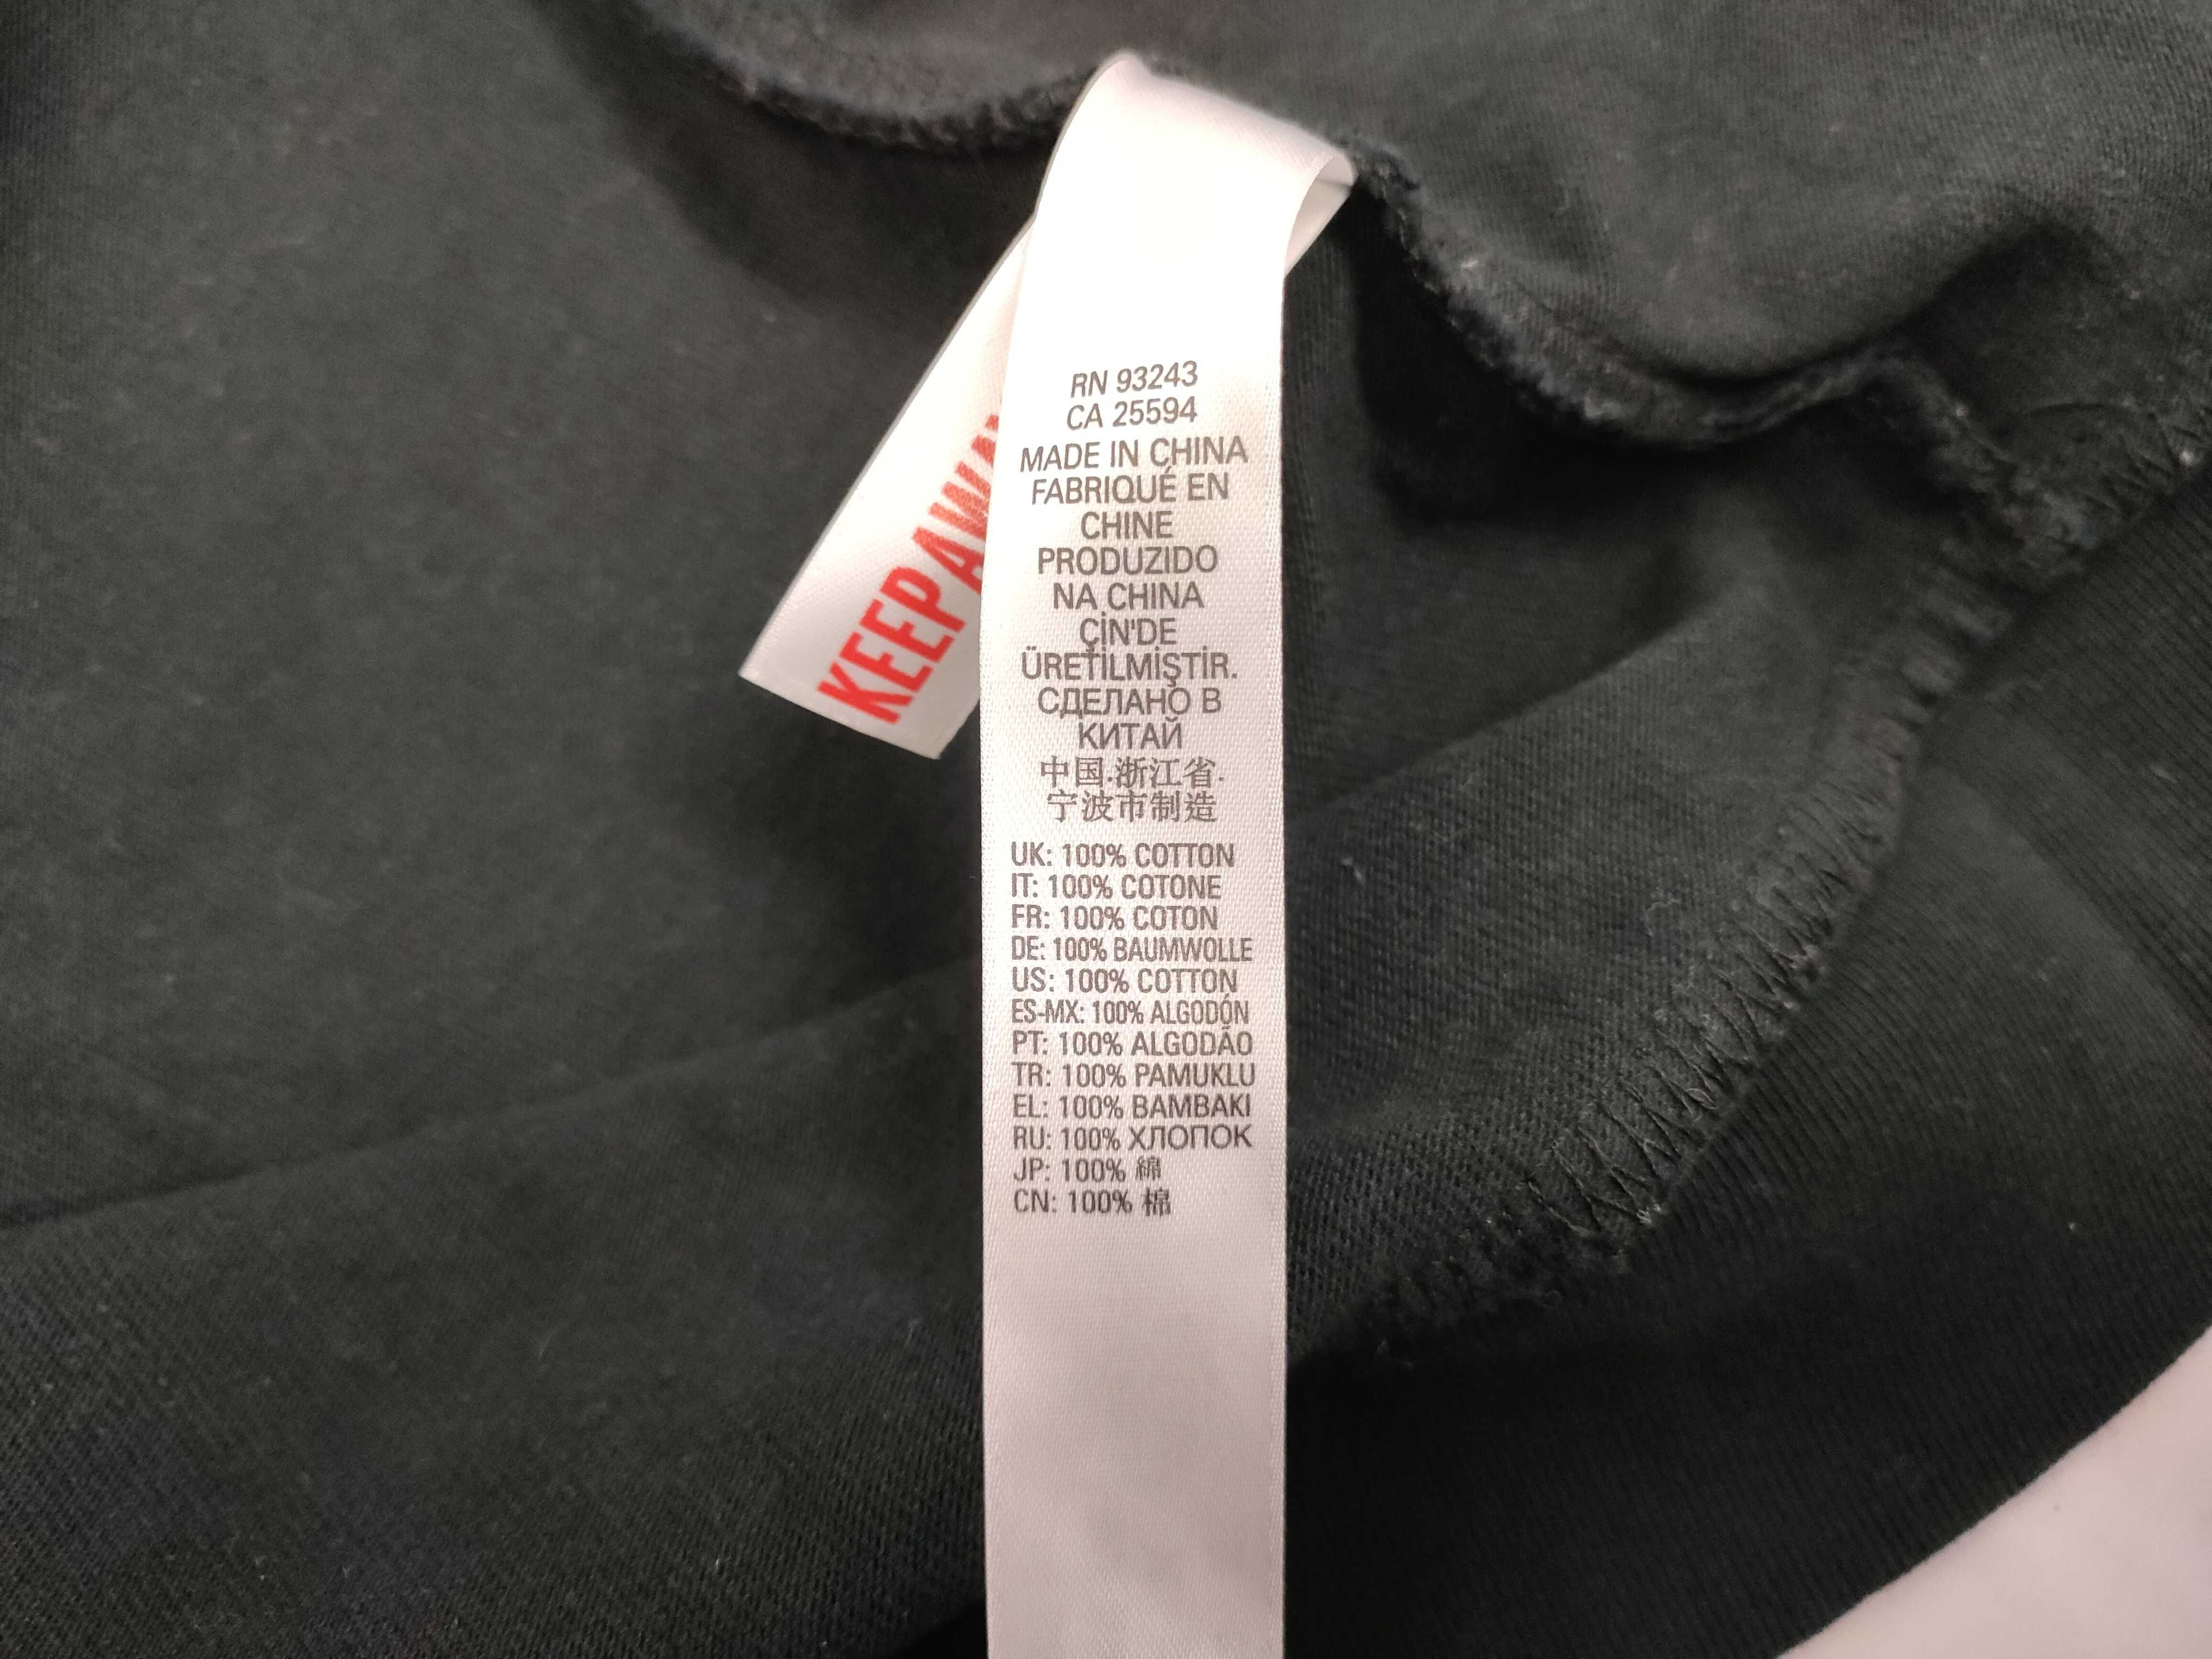 KEEP
RN 93243
CA 25594
MADE IN CHINA
FABRIQUÉ EN
CHINE
PRODUZIDO
NA CHINA
ÇİN'DE
ÜRETİLMİŞTİR.
СДЕЛАНО В
КИТАЙ
中国·浙江省·
宁波市制造
UK: 100% COTTON
IT: 100% COTONE
FR: 100% COTON
DE: 100% BAUMWOLLE
US: 100% COTTON
ES-MX: 100% ALGODÓN
PT: 100% ALGODÃO
TR: 100% PAMUKLU
EL: 100% BAMBAKI
RU: 100% ХЛОПОК
JP: 100% 綿
CN: 100% 棉